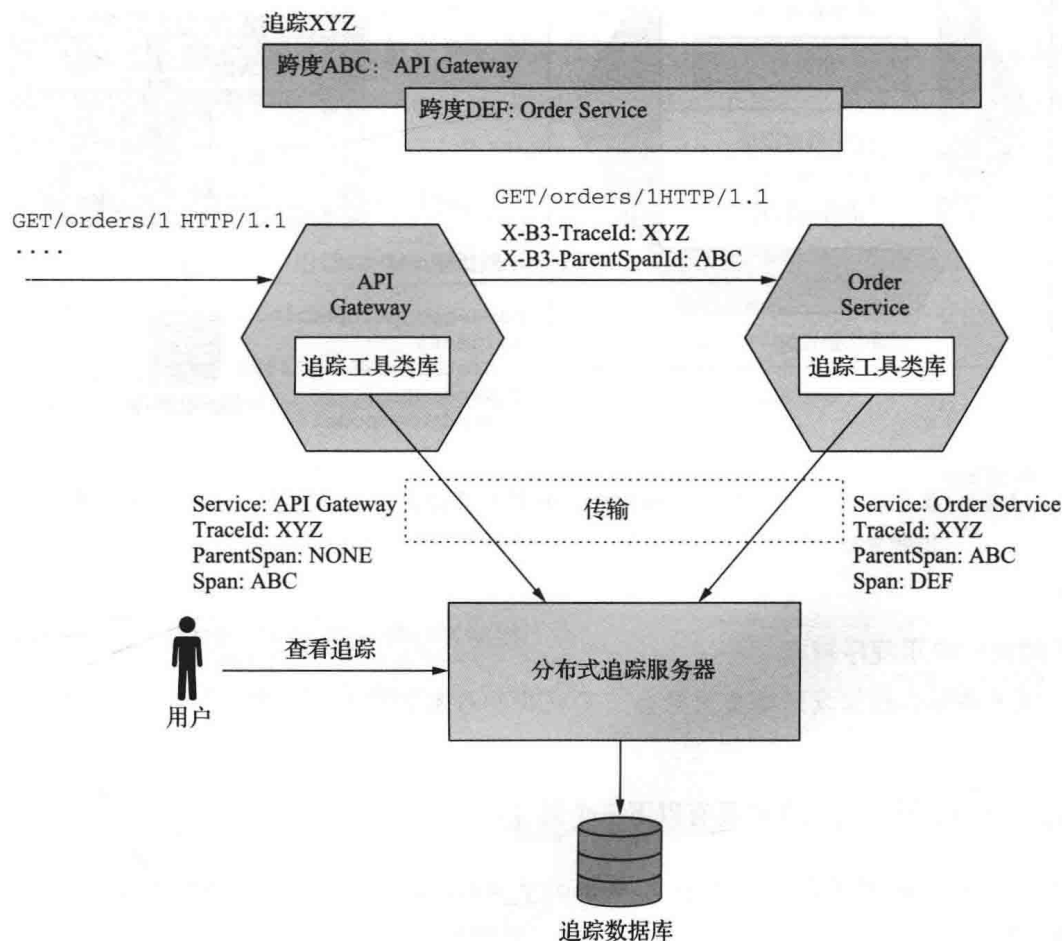 追踪XYZ
跨度ABC： API Gateway
跨度DEF: Order Service
GET/orders/1 HTTP/1.1
....
GET/orders/1HTTP/1.1
X-B3-TraceId: XYZ
X-B3-ParentSpanId: ABC
API
Gateway
追踪工具类库
Order
Service
追踪工具类库
Service: API Gateway
TraceId: XYZ
ParentSpan: NONE
Span: ABC
传输
Service: Order Service
TraceId: XYZ
ParentSpan: ABC
Span: DEF
用户
查看追踪
分布式追踪服务器
追踪数据库